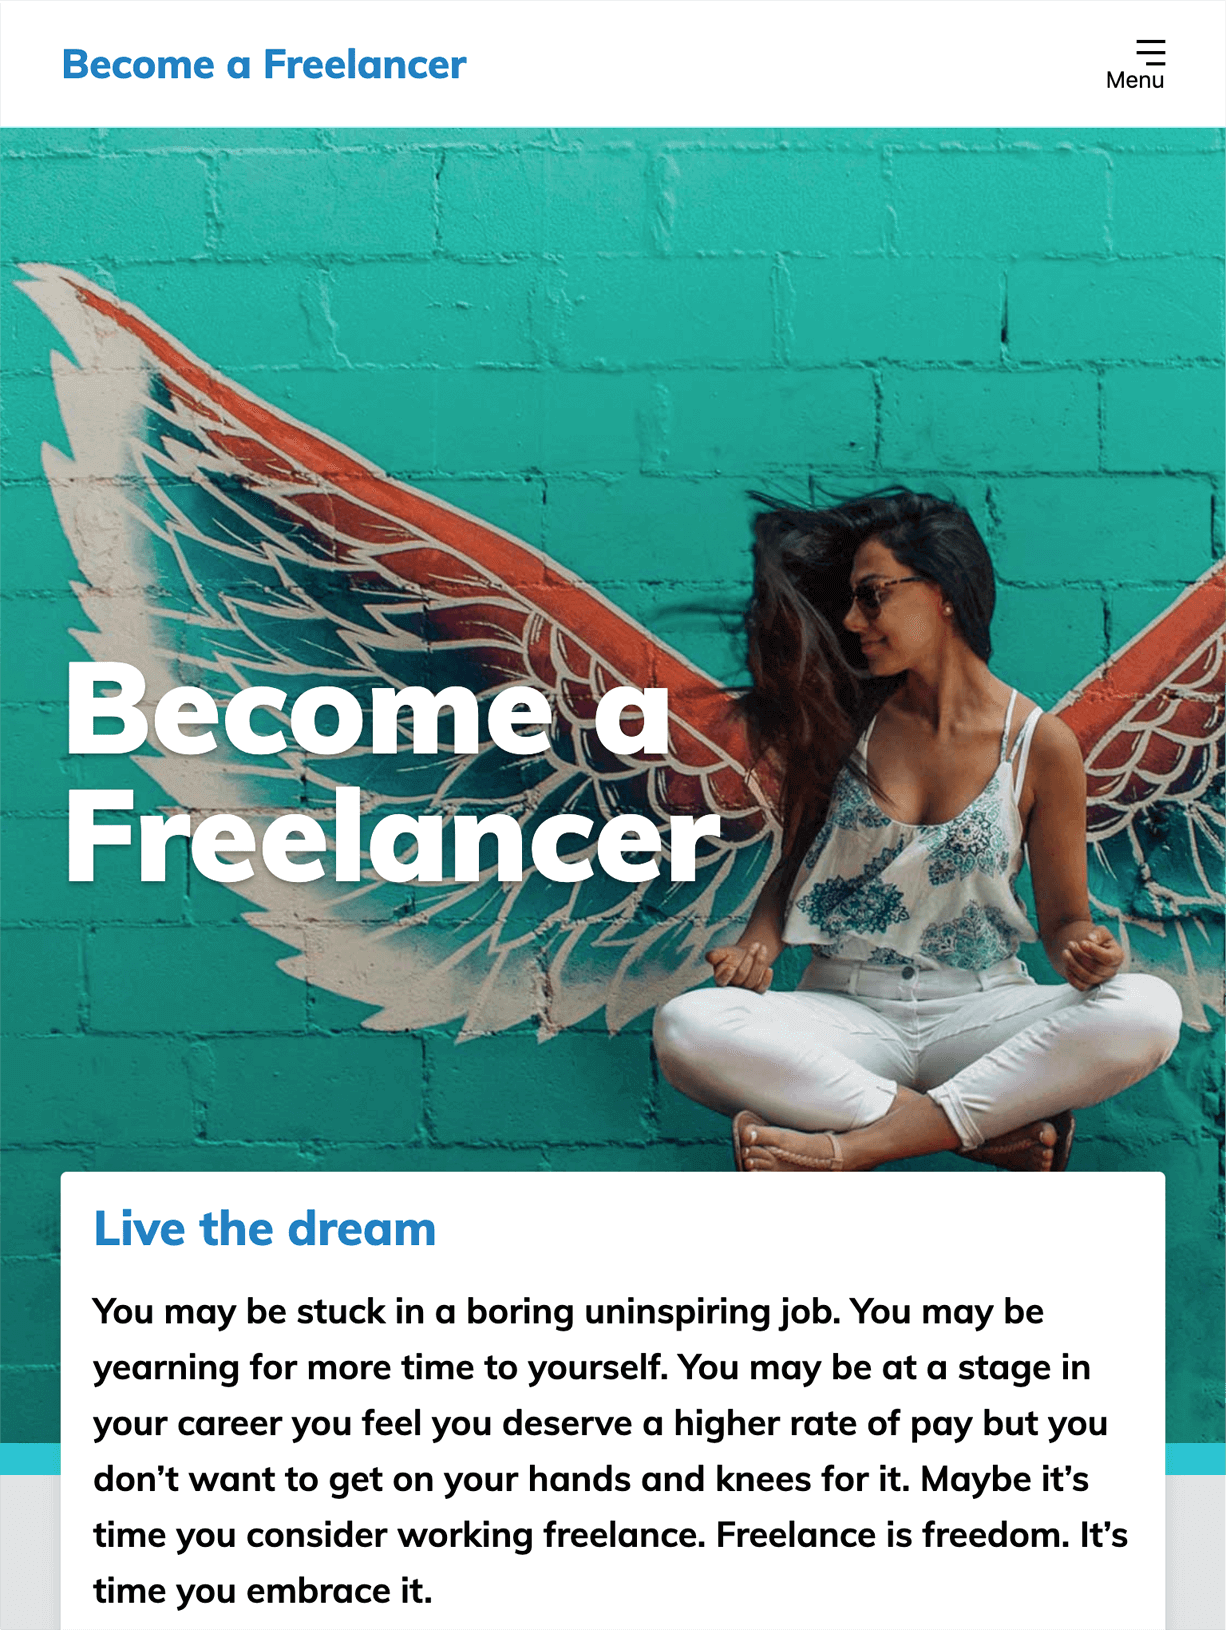 Become a Freelancer
Menu
Become a
Freelancer
Live the dream
You may be stuck in a boring uninspiring job. You may be
yearning for more time to yourself. You may be at a stage in
your career you feel you deserve a higher rate of pay but you
don’t want to get on your hands and knees for it. Maybe it’s
time you consider working freelance. Freelance is freedom. It’s
time you embrace it.